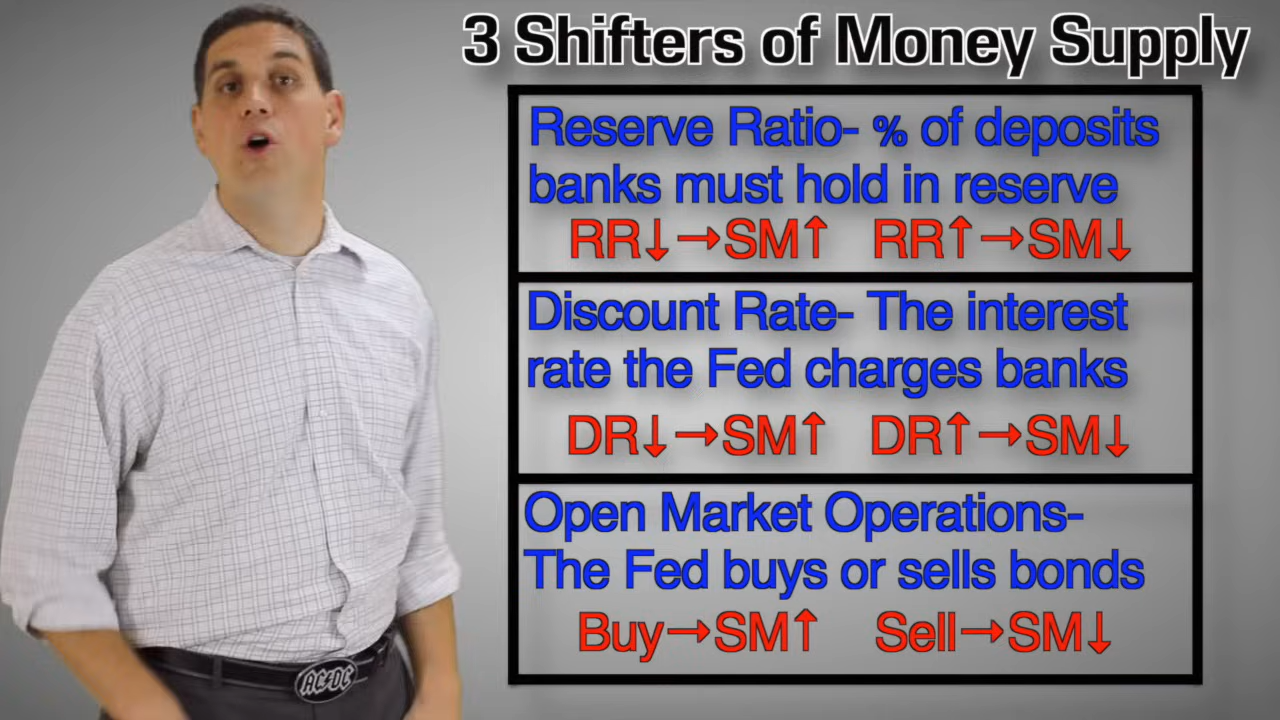 3 Shifters of Money Supply
Reserve Ratio- % of deposits
banks must hold in reserve
RR↓→SM↑ RR↑→SM↓
Discount Rate- The interest
rate the Fed charges banks
DR↓→SM↑ DR↑→SM↓
Open Market Operations-
The Fed buys or sells bonds
Buy→SM↑ Sell→SM↓
AC⚡DC